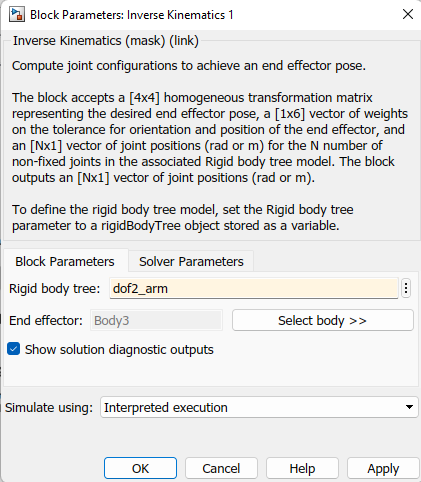 Block Parameters: Inverse Kinematics 1
Inverse Kinematics (mask) (link)
Compute joint configurations to achieve an end effector pose.
The block accepts a [4x4] homogeneous transformation matrix
representing the desired end effector pose, a [1x6] vector of weights
on the tolerance for orientation and position of the end effector, and
an [Nx1] vector of joint positions (rad or m) for the N number of
non-fixed joints in the associated Rigid body tree model. The block
outputs an [Nx1] vector of joint positions (rad or m).
To define the rigid body tree model, set the Rigid body tree
parameter to a rigidBodyTree object stored as a variable.
Block Parameters Solver Parameters
Rigid body tree: dof2_arm
End effector: Body3 Select body >>
Show solution diagnostic outputs
Simulate using: Interpreted execution
OK Cancel Help Apply